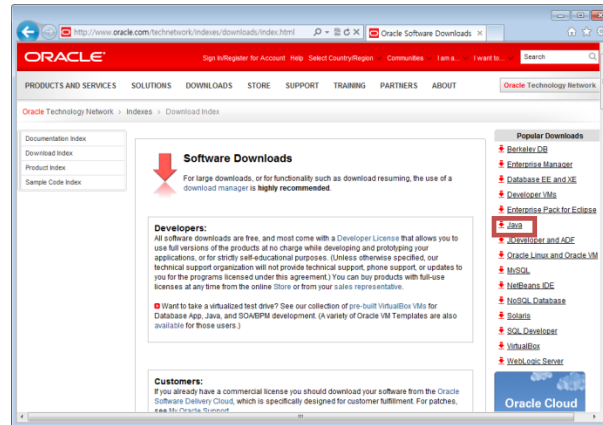 http://www.oracle.com/technetwork/indexes/downloads/index.html
Oracle Software Downloads
ORACLE
Sign In/Register for Account Help Select Country/Region Communities I am a... I want to... Search
PRODUCTS AND SERVICES SOLUTIONS DOWNLOADS STORE SUPPORT TRAINING PARTNERS ABOUT Oracle Technology Network
Oracle Technology Network > Indexes > Download Index
Documentation Index
Download Index
Product Index
Sample Code Index
Software Downloads
For large downloads, or for functionality such as download resuming, the use of a
download manager is highly recommended.
Developers:
All software downloads are free, and most come with a Developer License that allows you to
use full versions of the products at no charge while developing and prototyping your
applications, or for strictly self-educational purposes. (Unless otherwise specified, our
technical support organization will not provide technical support, phone support, or updates to
you for the programs licensed under this agreement.) You can buy products with full-use
licenses at any time from the online Store or from your sales representative.
Want to take a virtualized test drive? See our collection of pre-built VirtualBox VMs for
Database App, Java, and SOA/BPM development. (A variety of Oracle VM Templates are also
available for those users.)
Customers:
If you already have a commercial license you should download your software from the Oracle
Software Delivery Cloud, which is specifically designed for customer fulfillment. For patches,
see My Oracle Support.
Popular Downloads
Berkeley DB
Enterprise Manager
Database EE and XE
Developer VMs
Enterprise Pack for Eclipse
Java
JDeveloper and ADF
Oracle Linux and Oracle VM
MySQL
NetBeans IDE
NoSQL Database
Solaris
SQL Developer
VirtualBox
WebLogic Server
Oracle Cloud